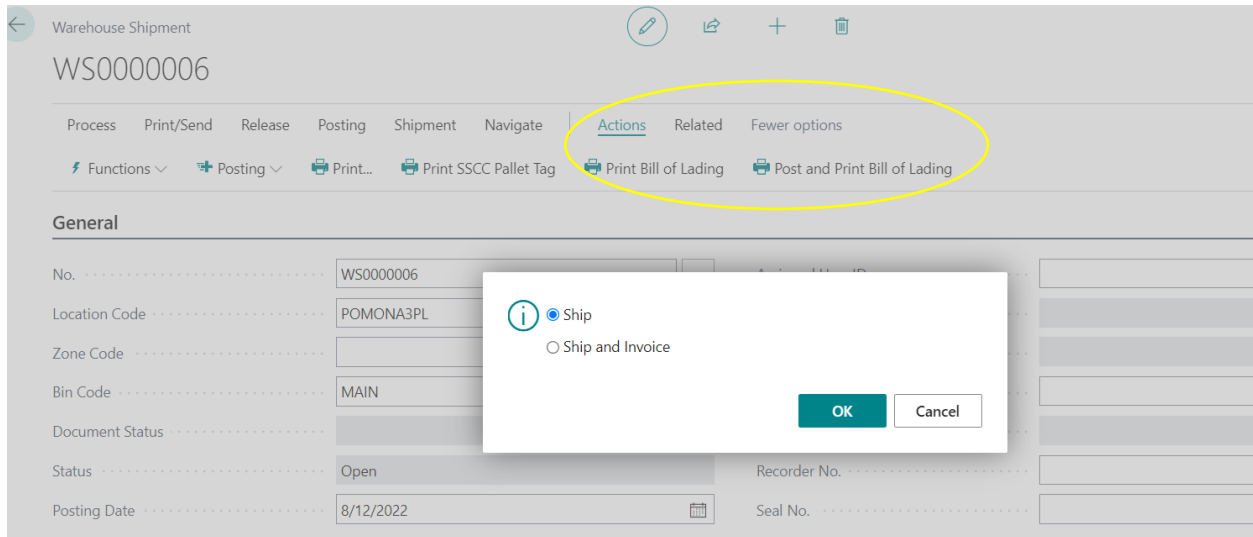 Warehouse Shipment
WS0000006
Process Print/Send Release Posting Shipment Navigate Actions Related Fewer options
Functions Posting Print... Print SSCC Pallet Tag Print Bill of Lading Post and Print Bill of Lading
General
No. WS0000006
Location Code POMONA3PL
Ship
Zone Code
Ship and Invoice
Bin Code MAIN
OK Cancel
Document Status
Status Open Recorder No.
Posting Date 8/12/2022 Seal No.